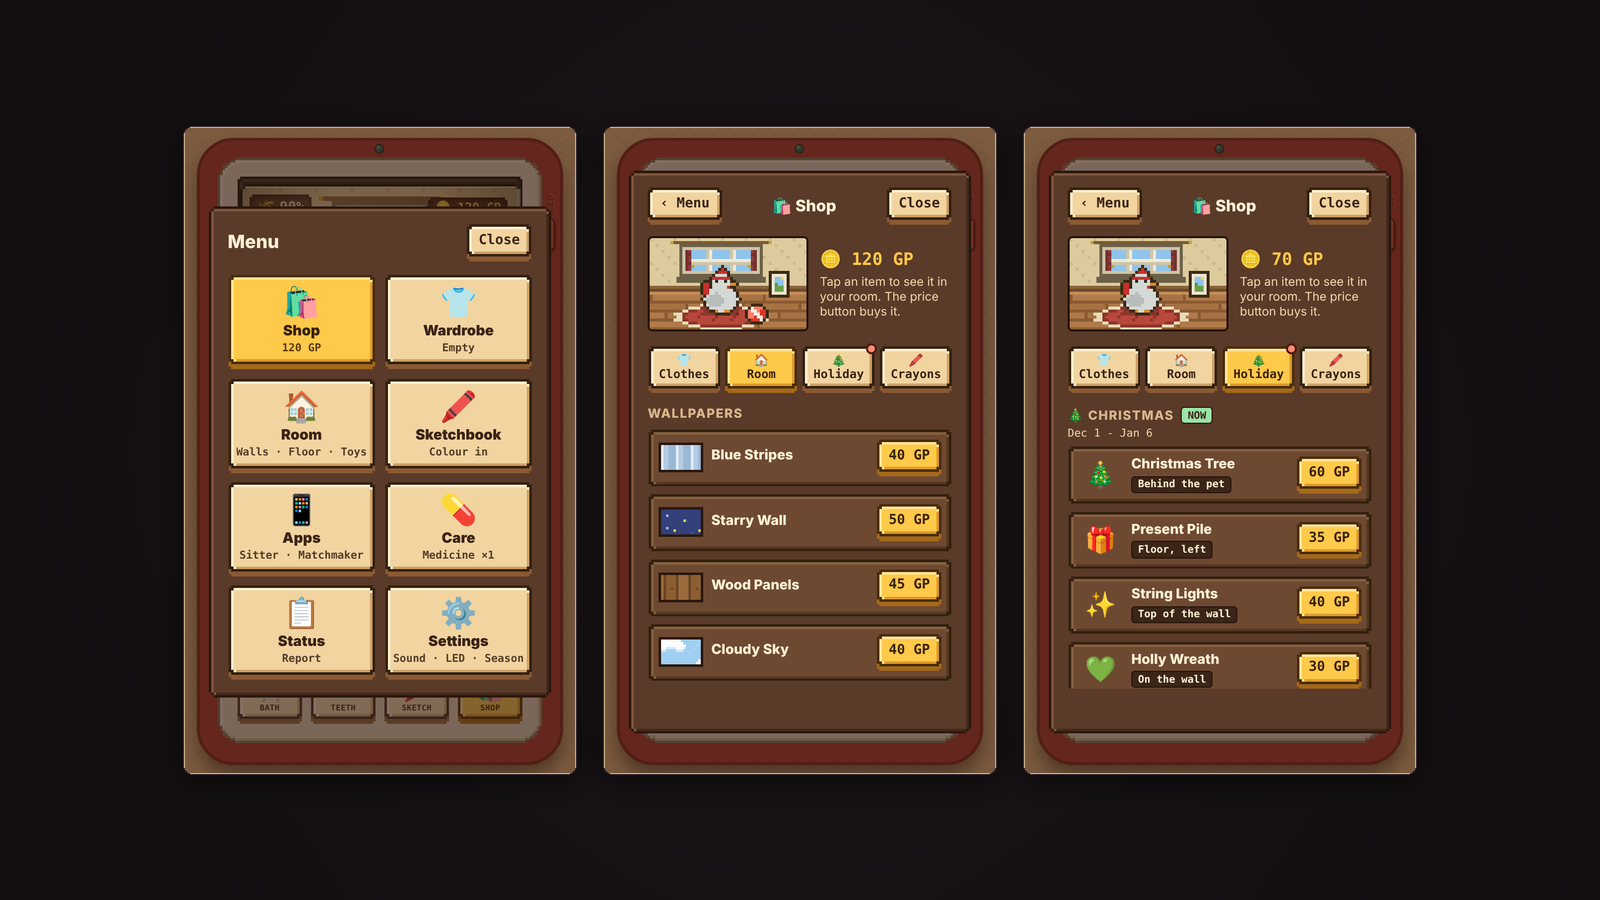 90%
120 GP
Menu
Close
Shop
120 GP
Wardrobe
Empty
Room
Walls · Floor · Toys
Sketchbook
Colour in
Apps
Sitter · Matchmaker
Care
Medicine ×1
Status
Report
Settings
Sound · LED · Season
BATH
TEETH
SKETCH
SHOP
‹ Menu
Shop
Close
120 GP
Tap an item to see it in
your room. The price
button buys it.
Clothes
Room
Holiday
Crayons
WALLPAPERS
Blue Stripes
40 GP
Starry Wall
50 GP
Wood Panels
45 GP
Cloudy Sky
40 GP
‹ Menu
Shop
Close
70 GP
Tap an item to see it in
your room. The price
button buys it.
Clothes
Room
Holiday
Crayons
CHRISTMAS NOW
Dec 1 - Jan 6
Christmas Tree
Behind the pet
60 GP
Present Pile
Floor, left
35 GP
String Lights
Top of the wall
40 GP
Holly Wreath
On the wall
30 GP